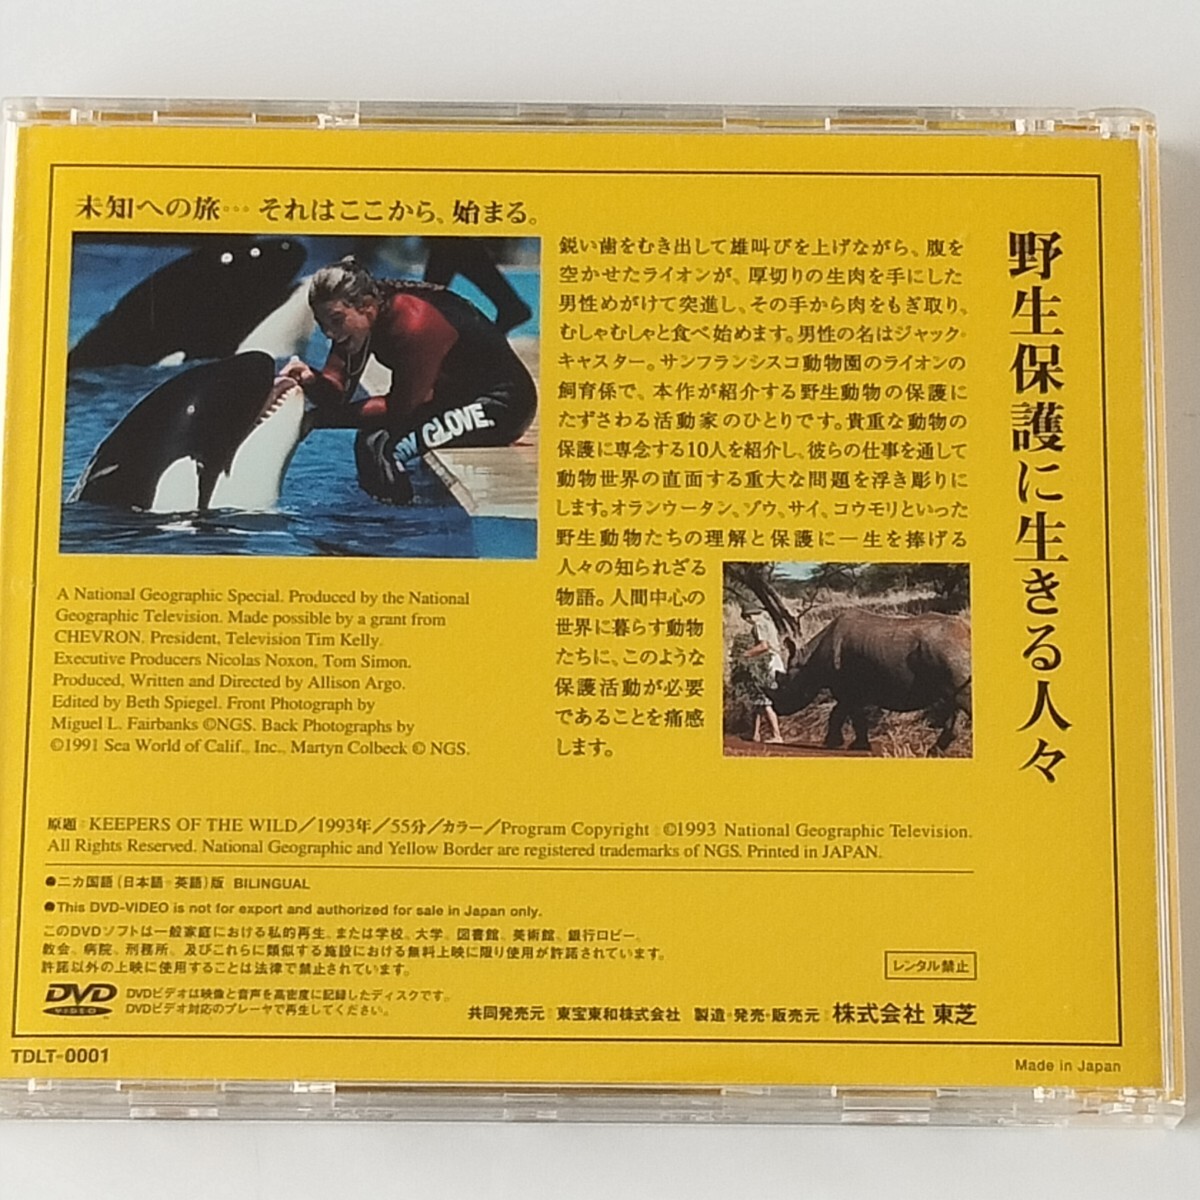 未知への旅… それはここから、始まる。
鋭い歯をむき出して雄叫びを上げながら、腹を
空かせたライオンが、厚切りの生肉を手にした
男性めがけて突進し、その手から肉をもぎ取り、
むしゃむしゃと食べ始めます。男性の名はジャック・
キャスター。サンフランシスコ動物園のライオンの
飼育係で、本作が紹介する野生動物の保護に
たずさわる活動家のひとりです。貴重な動物の
保護に専念する10人を紹介し、彼らの仕事を通して
動物世界の直面する重大な問題を浮き彫りに
します。オランウータン、ゾウ、サイ、コウモリといった
野生動物たちの理解と保護に一生を捧げる
人々の知られざる
物語。人間中心の
世界に暮らす動物
たちに、このような
保護活動が必要
であることを痛感
します。
野生保護に生きる人々
GLOVE.
A National Geographic Special. Produced by the National
Geographic Television. Made possible by a grant from
CHEVRON. President, Television Tim Kelly.
Executive Producers Nicolas Noxon, Tom Simon.
Produced, Written and Directed by Allison Argo.
Edited by Beth Spiegel. Front Photograph by
Miguel L. Fairbanks ©NGS. Back Photographs by
©1991 Sea World of Calif., Inc., Martyn Colbeck © NGS.
原題：KEEPERS OF THE WILD／1993年／55分／カラー／Program Copyright：©1993 National Geographic Television.
All Rights Reserved. National Geographic and Yellow Border are registered trademarks of NGS. Printed in JAPAN.
●二カ国語（日本語・英語）版 BILINGUAL
●This DVD-VIDEO is not for export and authorized for sale in Japan only.
このDVDソフトは一般家庭における私的再生、または学校、大学、図書館、美術館、銀行ロビー、
教会、病院、刑務所、及びこれらに類似する施設における無料上映に限り使用が許諾されています。
許諾以外の上映に使用することは法律で禁止されています。
レンタル禁止
DVD VIDEO
DVDビデオは映像と音声を高密度に記録したディスクです。
DVDビデオ対応のプレーヤで再生してください。
共同発売元：東宝東和株式会社 製造・発売・販売元：株式会社 東芝
TDLT-0001
Made in Japan